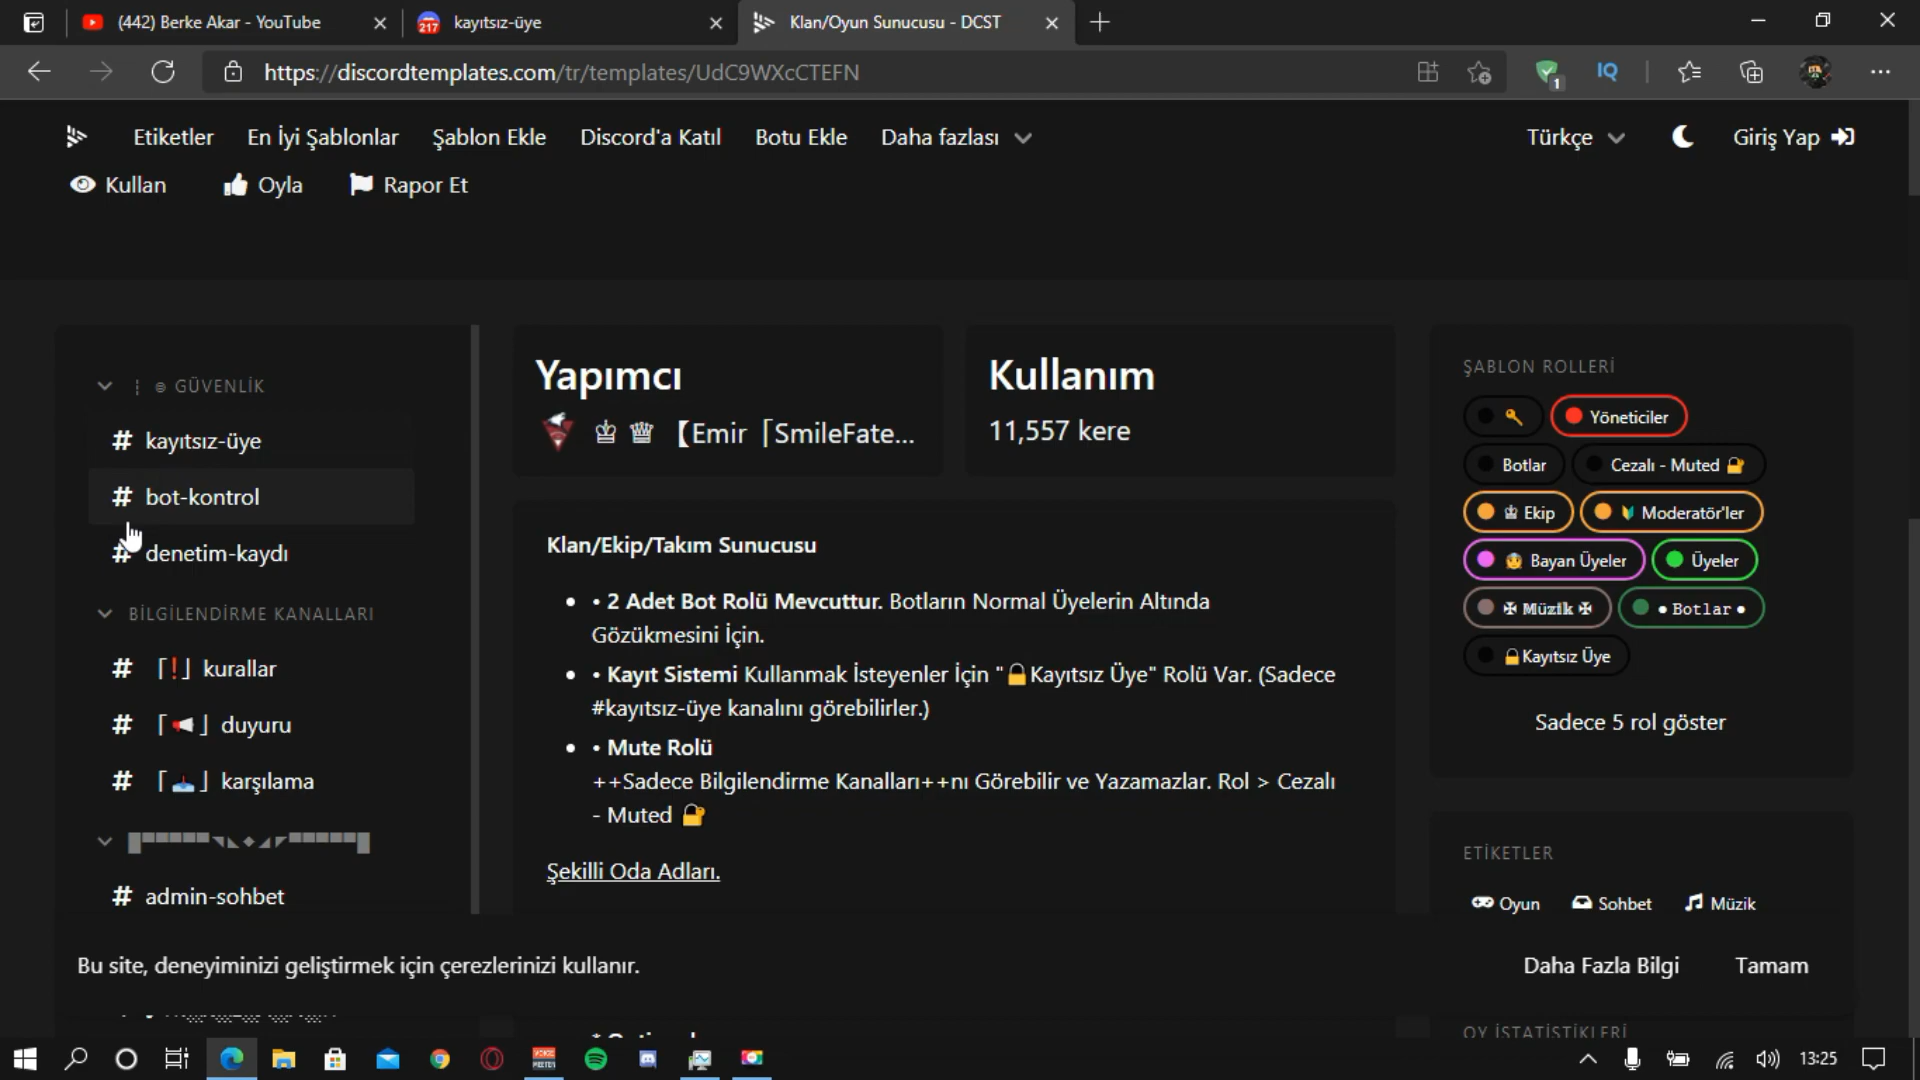 (442) Berke Akar - YouTube
217
kayıtsız-üye
Klan/Oyun Sunucusu - DCST
https://discordtemplates.com/tr/templates/UdC9WXcCTEFN
1
IQ
Etiketler
En İyi Şablonlar
Şablon Ekle
Discord'a Katıl
Botu Ekle
Daha fazlası
Türkçe
Giriş Yap
Kullan
Oyla
Rapor Et
GÜVENLİK
# kayıtsız-üye
# bot-kontrol
# denetim-kaydı
BİLGİLENDİRME KANALLARI
# ⎡❗⎦ kurallar
# ⎡📢⎦ duyuru
# ⎡📥⎦ karşılama
# admin-sohbet
Yapımcı
♔ ♕ 【Emir ⎡SmileFate...
Kullanım
11,557 kere
Klan/Ekip/Takım Sunucusu
• • 2 Adet Bot Rolü Mevcuttur. Botların Normal Üyelerin Altında
Gözükmesini İçin.
• • Kayıt Sistemi Kullanmak İsteyenler İçin "🔒Kayıtsız Üye" Rolü Var. (Sadece
#kayıtsız-üye kanalını görebilirler.)
• • Mute Rolü
++Sadece Bilgilendirme Kanalları++nı Görebilir ve Yazamazlar. Rol > Cezalı
- Muted 🔐
Şekilli Oda Adları.
ŞABLON ROLLERİ
🔑
Yöneticiler
Botlar
Cezalı - Muted 🔐
♔ Ekip
🔰 Moderatör'ler
👸 Bayan Üyeler
Üyeler
✠ Müzik ✠
● Botlar ●
🔒Kayıtsız Üye
Sadece 5 rol göster
ETİKETLER
Oyun
Sohbet
Müzik
Bu site, deneyiminizi geliştirmek için çerezlerinizi kullanır.
Daha Fazla Bilgi
Tamam
OY İSTATİSTİKLERİ
13:25